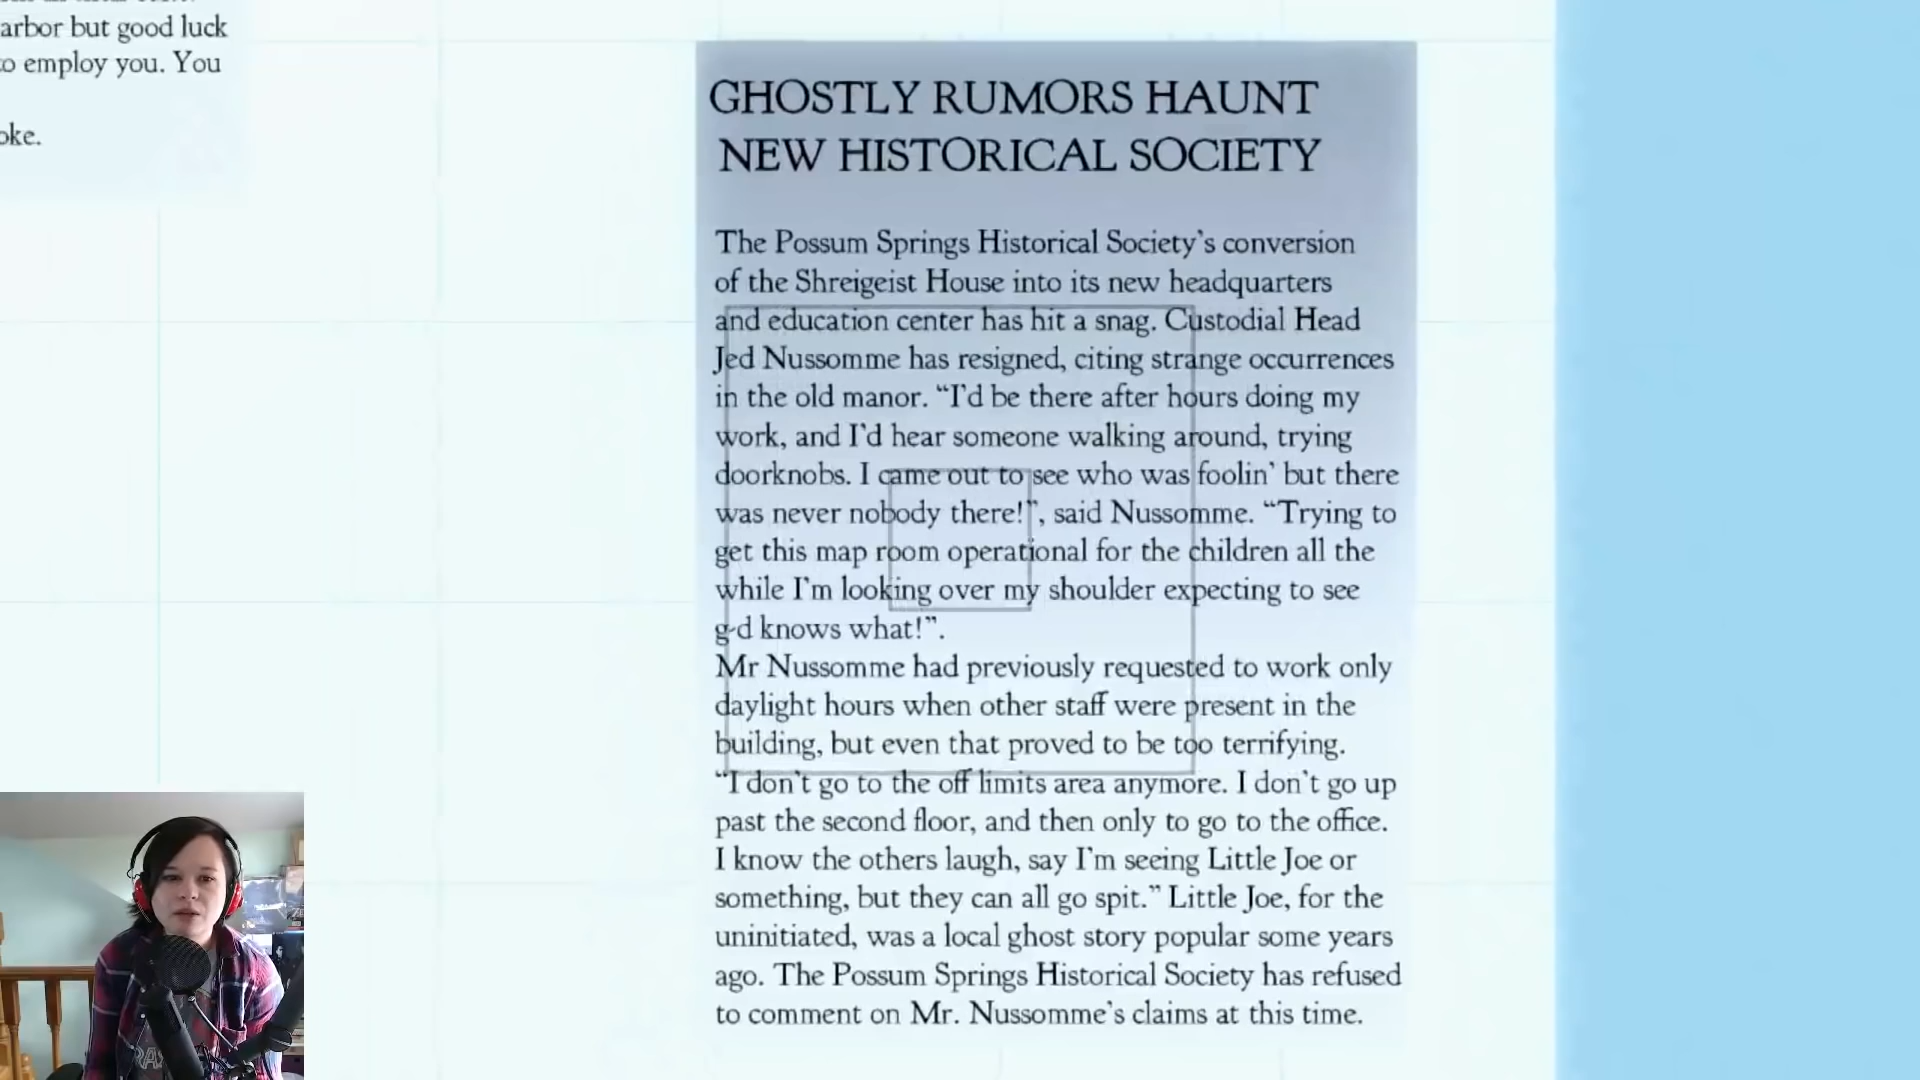 arbor but good luck
o employ you. You
oke.
GHOSTLY RUMORS HAUNT
NEW HISTORICAL SOCIETY
The Possum Springs Historical Society's conversion
of the Shreigeist House into its new headquarters
and education center has hit a snag. Custodial Head
Jed Nussomme has resigned, citing strange occurrences
in the old manor. “I'd be there after hours doing my
work, and I'd hear someone walking around, trying
doorknobs. I came out to see who was foolin' but there
was never nobody there!”, said Nussomme. “Trying to
get this map room operational for the children all the
while I'm looking over my shoulder expecting to see
g-d knows what!”.
Mr Nussomme had previously requested to work only
daylight hours when other staff were present in the
building, but even that proved to be too terrifying.
“I don't go to the off limits area anymore. I don't go up
past the second floor, and then only to go to the office.
I know the others laugh, say I'm seeing Little Joe or
something, but they can all go spit.” Little Joe, for the
uninitiated, was a local ghost story popular some years
ago. The Possum Springs Historical Society has refused
to comment on Mr. Nussomme's claims at this time.